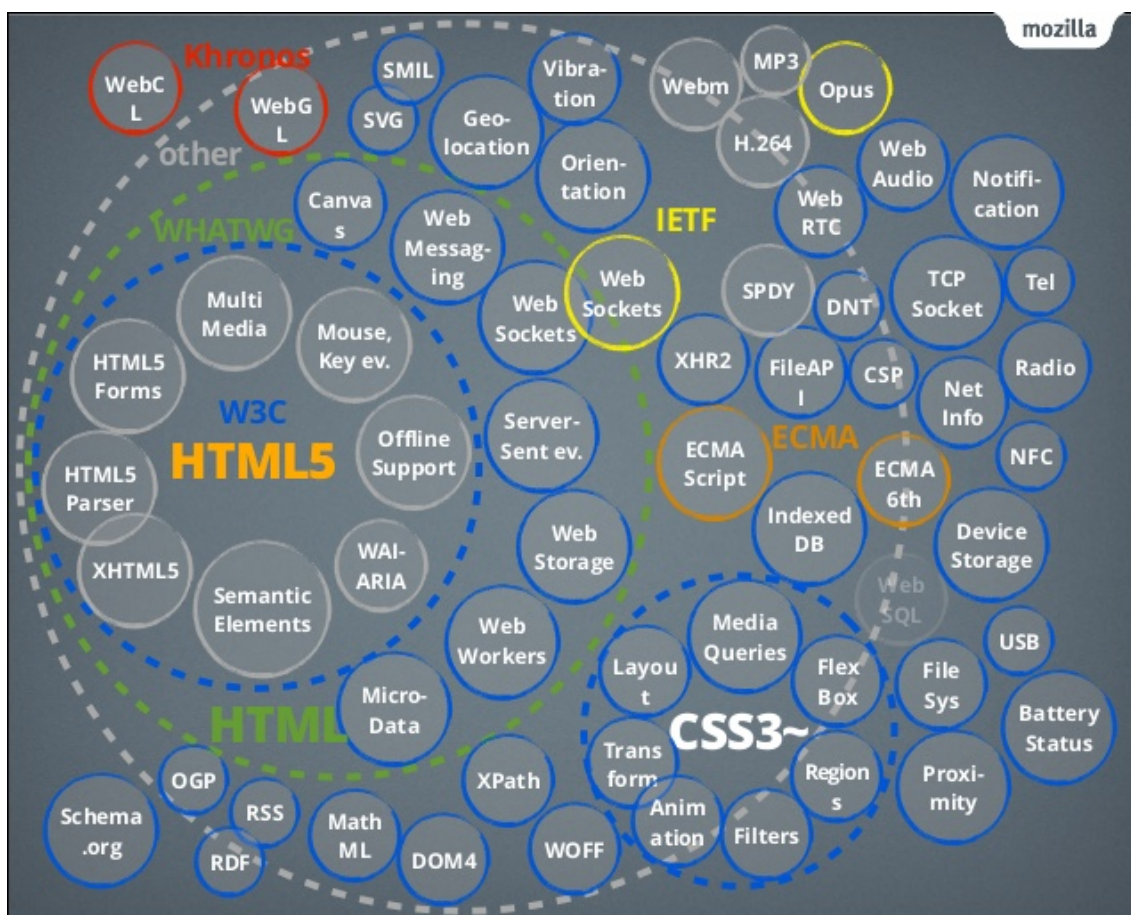 mozilla
Khronos
WebC
L
WebG
L
other
SMIL
SVG
Geo-
location
Vibra-
tion
Orien-
tation
Webm
MP3
H.264
Opus
Web
Audio
Web
RTC
Notifi-
cation
WHATWG
Canva
s
Web
Messag-
ing
IETF
Web
Sockets
Web
Sockets
SPDY
DNT
TCP
Socket
Tel
Multi
Media
Mouse,
Key ev.
HTML5
Forms
XHR2
FileAP
I
CSP
Net
Info
Radio
W3C
HTML5
Offline
Support
Server-
Sent ev.
ECMA
Script
ECMA
ECMA
6th
NFC
HTML5
Parser
XHTML5
Semantic
Elements
WAI-
ARIA
Web
Storage
Indexed
DB
Device
Storage
Web
SQL
Web
Workers
Micro-
Data
HTML
Layou
t
Media
Queries
Flex
Box
CSS3~
Trans
form
Anim
ation
Filters
Region
s
File
Sys
USB
Battery
Status
Proxi-
mity
Schema
.org
OGP
RSS
RDF
Math
ML
DOM4
XPath
WOFF